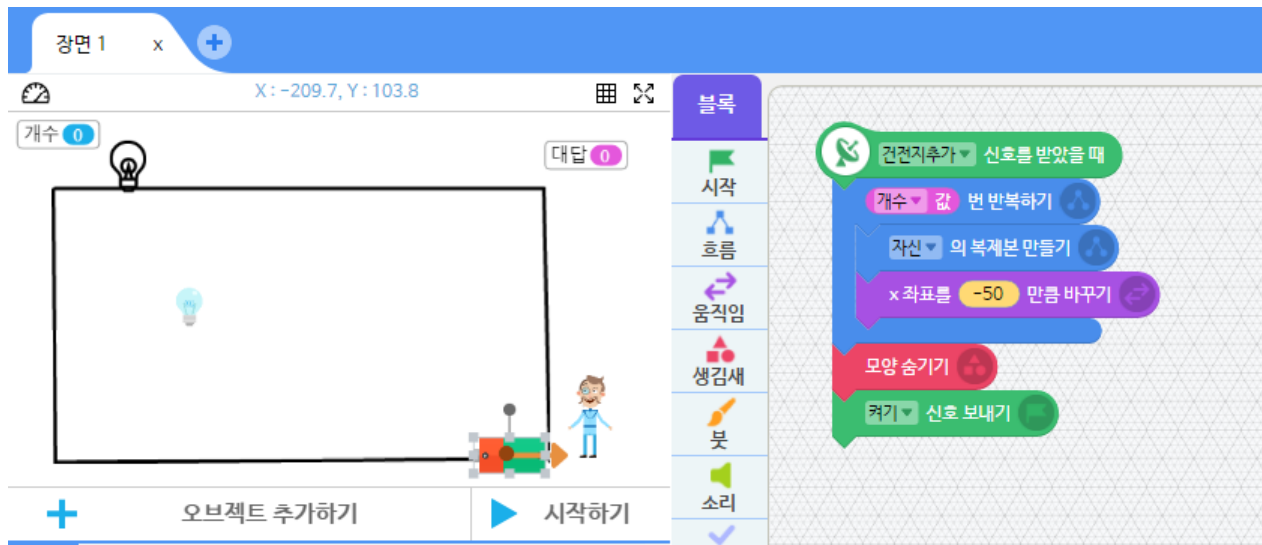 장면 1 x
X : -209.7, Y : 103.8
개수 0
대답 0
오브젝트 추가하기
시작하기
블록
시작
흐름
움직임
생김새
붓
소리
건전지추가 신호를 받았을 때
개수 값 번 반복하기
자신 의 복제본 만들기
x 좌표를 -50 만큼 바꾸기
모양 숨기기
켜기 신호 보내기